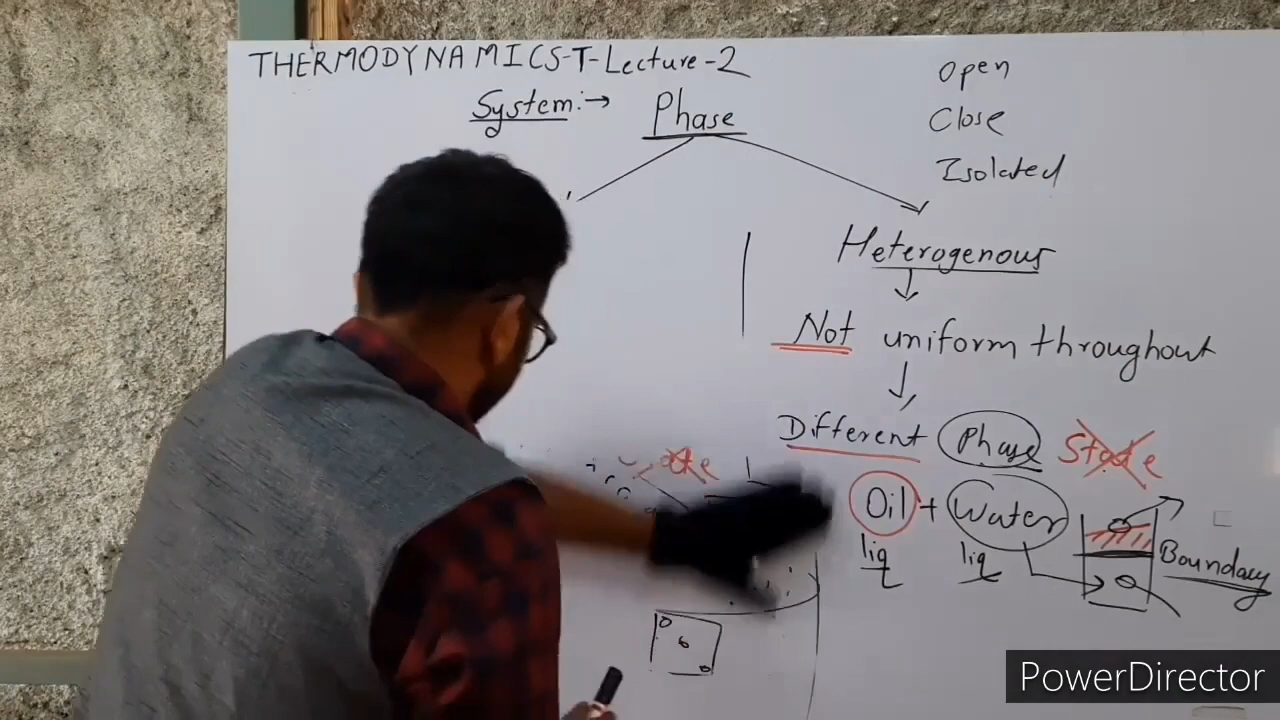 THERMODYNAMICS-T-Lecture-2
System:→ Phase
Open
Close
Isolated
Heterogenous
Not uniform throughout
Different Phase State
Oil + Water
liq liq
Boundary
PowerDirector